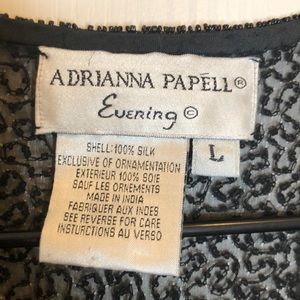 ADRIANNA PAPELL®
Evening ©
L
SHELL: 100% SILK
EXCLUSIVE OF ORNAMENTATION
EXTERIEUR 100% SOIE
SAUF LES ORNEMENTS
MADE IN INDIA
FABRIQUER AUX INDES
SEE REVERSE FOR CARE
INSTURCTIONS AU VERSO